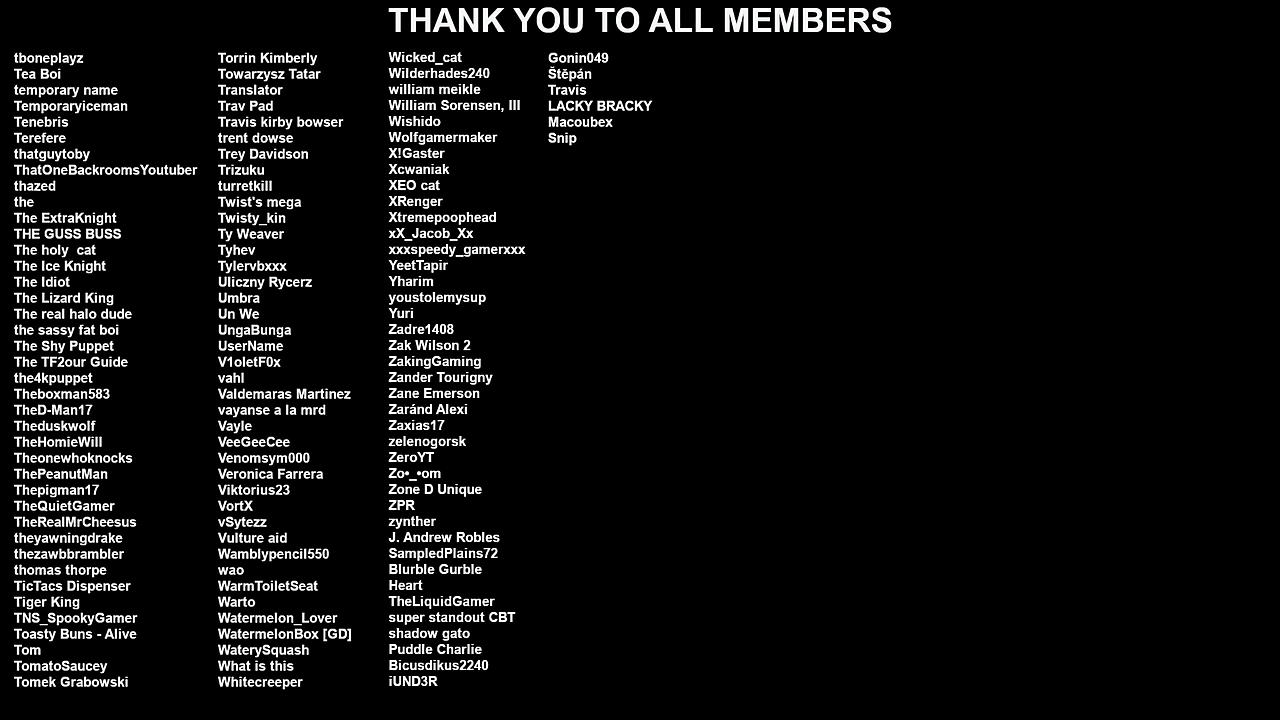 THANK YOU TO ALL MEMBERS
tboneplayz
Tea Boi
temporary name
Temporaryiceman
Tenebris
Terefere
thatguytoby
ThatOneBackroomsYoutuber
thazed
the
The ExtraKnight
THE GUSS BUSS
The holy  cat
The Ice Knight
The Idiot
The Lizard King
The real halo dude
the sassy fat boi
The Shy Puppet
The TF2our Guide
the4kpuppet
Theboxman583
TheD-Man17
Theduskwolf
TheHomieWill
Theonewhoknocks
ThePeanutMan
Thepigman17
TheQuietGamer
TheRealMrCheesus
theyawningdrake
thezawbbrambler
thomas thorpe
TicTacs Dispenser
Tiger King
TNS_SpookyGamer
Toasty Buns - Alive
Tom
TomatoSaucey
Tomek Grabowski
Torrin Kimberly
Towarzysz Tatar
Translator
Trav Pad
Travis kirby bowser
trent dowse
Trey Davidson
Trizuku
turretkill
Twist's mega
Twisty_kin
Ty Weaver
Tyhev
Tylervbxxx
Uliczny Rycerz
Umbra
Un We
UngaBunga
UserName
V1oletF0x
vahl
Valdemaras Martinez
vayanse a la mrd
Vayle
VeeGeeCee
Venomsym000
Veronica Farrera
Viktorius23
VortX
vSytezz
Vulture aid
Wamblypencil550
wao
WarmToiletSeat
Warto
Watermelon_Lover
WatermelonBox [GD]
WaterySquash
What is this
Whitecreeper
Wicked_cat
Wilderhades240
william meikle
William Sorensen, III
Wishido
Wolfgamermaker
X!Gaster
Xcwaniak
XEO cat
XRenger
Xtremepoophead
xX_Jacob_Xx
xxxspeedy_gamerxxx
YeetTapir
Yharim
youstolemysup
Yuri
Zadre1408
Zak Wilson 2
ZakingGaming
Zander Tourigny
Zane Emerson
Zaránd Alexi
Zaxias17
zelenogorsk
ZeroYT
Zo•_•om
Zone D Unique
ZPR
zynther
J. Andrew Robles
SampledPlains72
Blurble Gurble
Heart
TheLiquidGamer
super standout CBT
shadow gato
Puddle Charlie
Bicusdikus2240
iUND3R
Gonin049
Štěpán
Travis
LACKY BRACKY
Macoubex
Snip